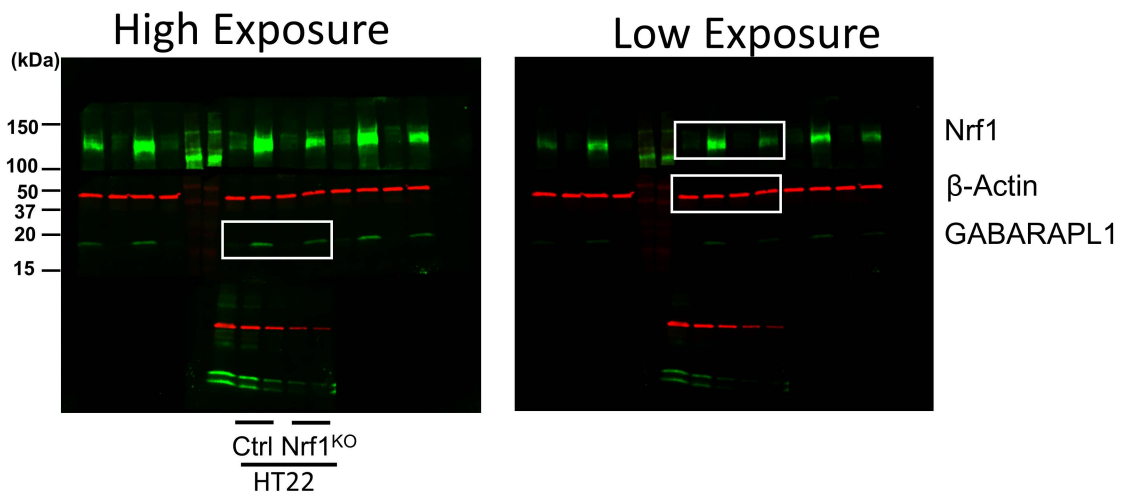 High Exposure
Low Exposure
(kDa)
150
100
50
37
20
15
Nrf1
β-Actin
GABARAPL1
Ctrl Nrf1KO
HT22